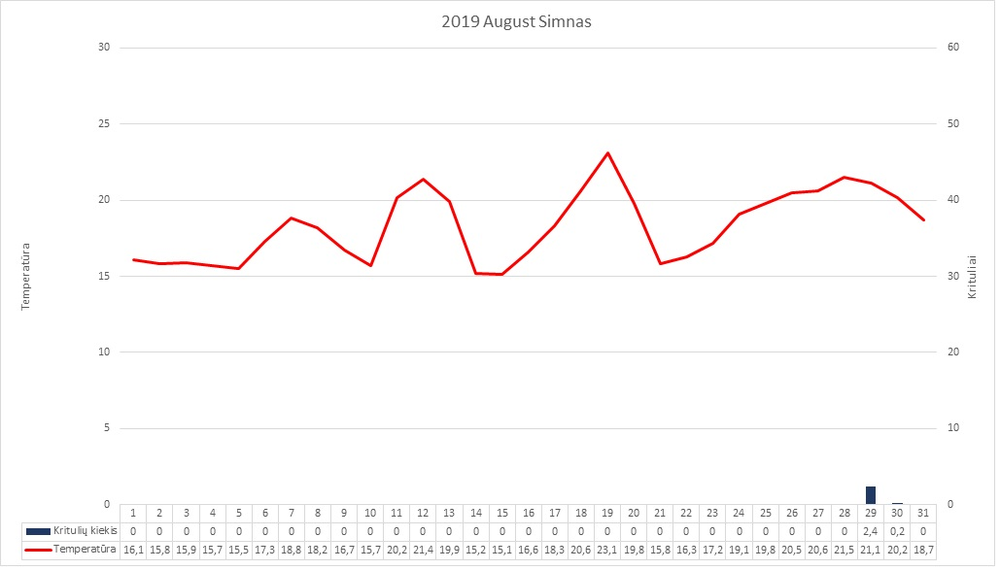 2019 August Simnas
30 60
25 50
20 40
15 30
10 20
5 10
0 0
Temperatūra
Krituliai
1 2 3 4 5 6 7 8 9 10 11 12 13 14 15 16 17 18 19 20 21 22 23 24 25 26 27 28 29 30 31
Kritulių kiekis 0 0 0 0 0 0 0 0 0 0 0 0 0 0 0 0 0 0 0 0 0 0 0 0 0 0 0 0 2,4 0,2 0
Temperatūra 16,1 15,8 15,9 15,7 15,5 17,3 18,8 18,2 16,7 15,7 20,2 21,4 19,9 15,2 15,1 16,6 18,3 20,6 23,1 19,8 15,8 16,3 17,2 19,1 19,8 20,5 20,6 21,5 21,1 20,2 18,7